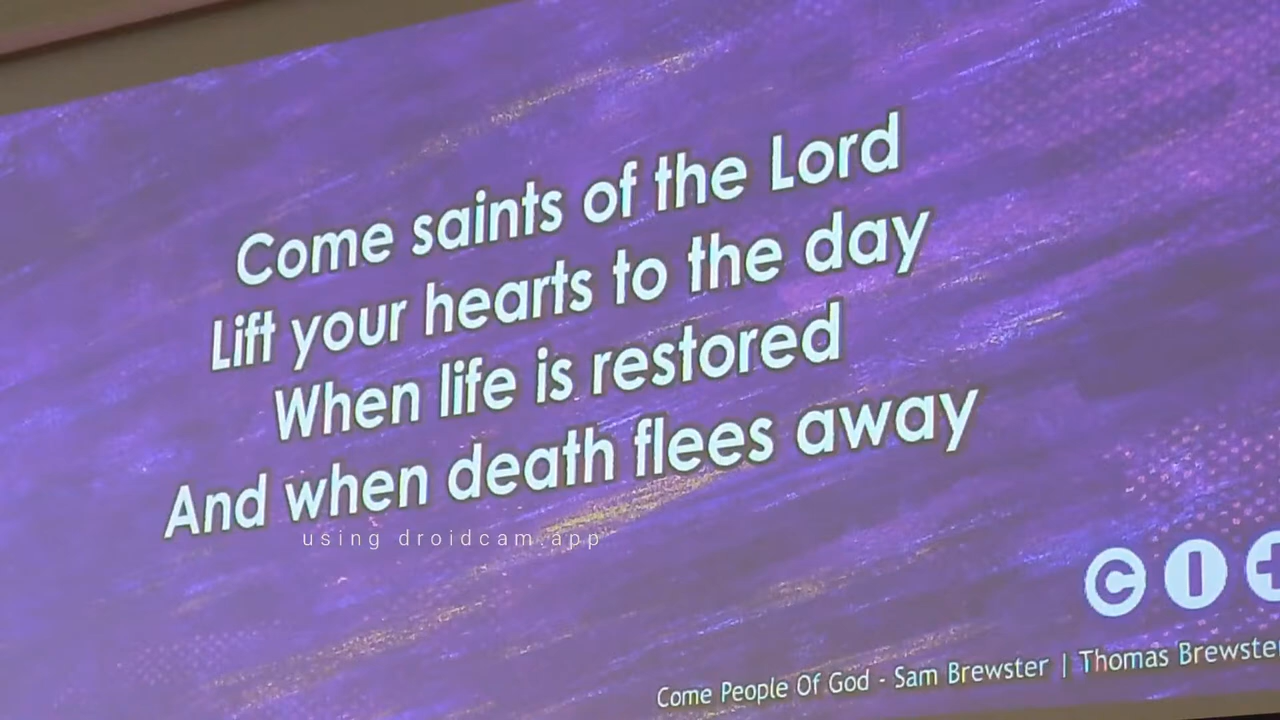 Come saints of the Lord
Lift your hearts to the day
When life is restored
And when death flees away
using droidcam.app
C I +
Come People Of God - Sam Brewster | Thomas Brewster